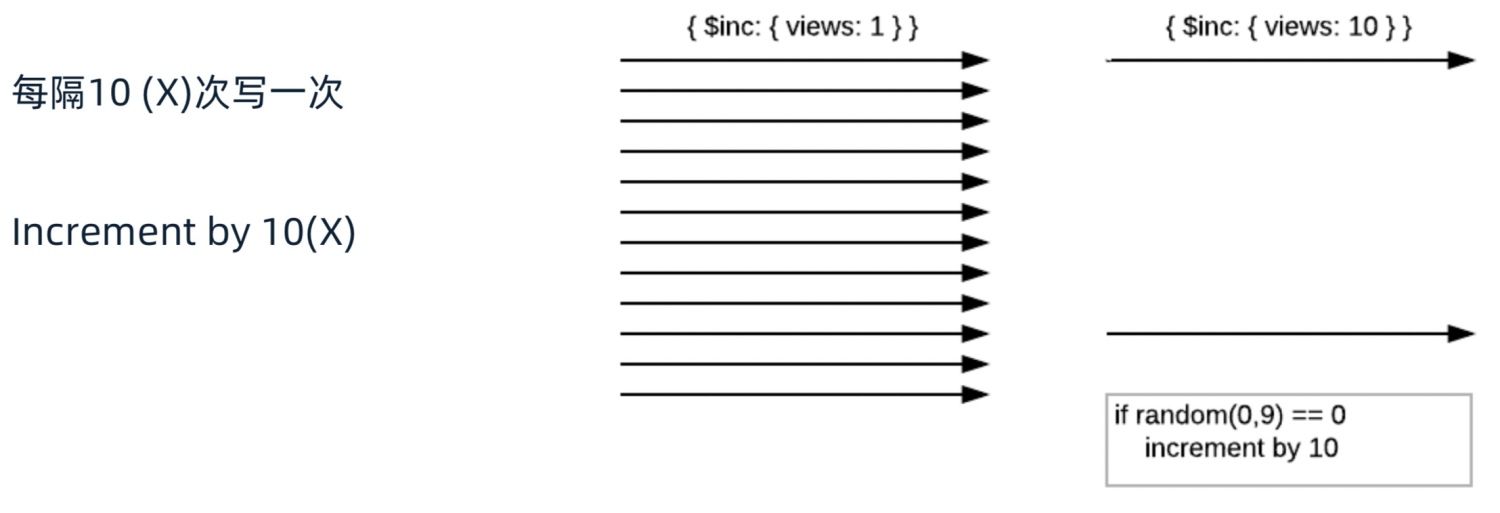 每隔10 (X)次写一次
Increment by 10(X)
{ $inc: { views: 1 } }
{ $inc: { views: 10 } }
if random(0,9) == 0
increment by 10